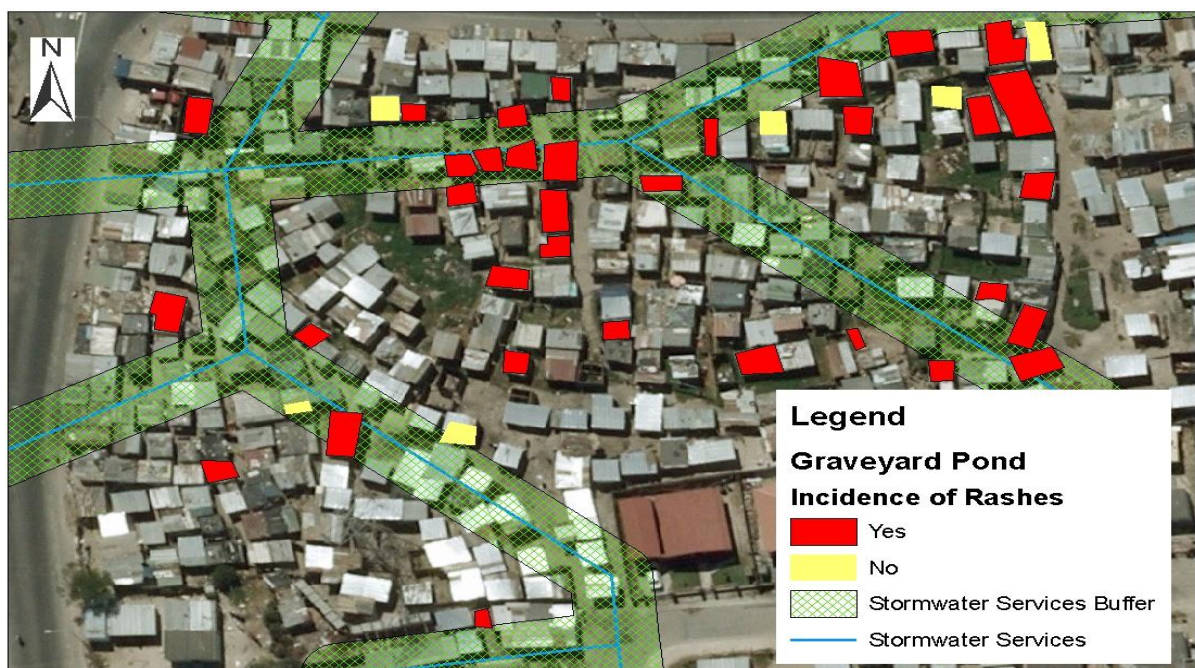 N
Legend
Graveyard Pond
Incidence of Rashes
Yes
No
Stormwater Services Buffer
Stormwater Services